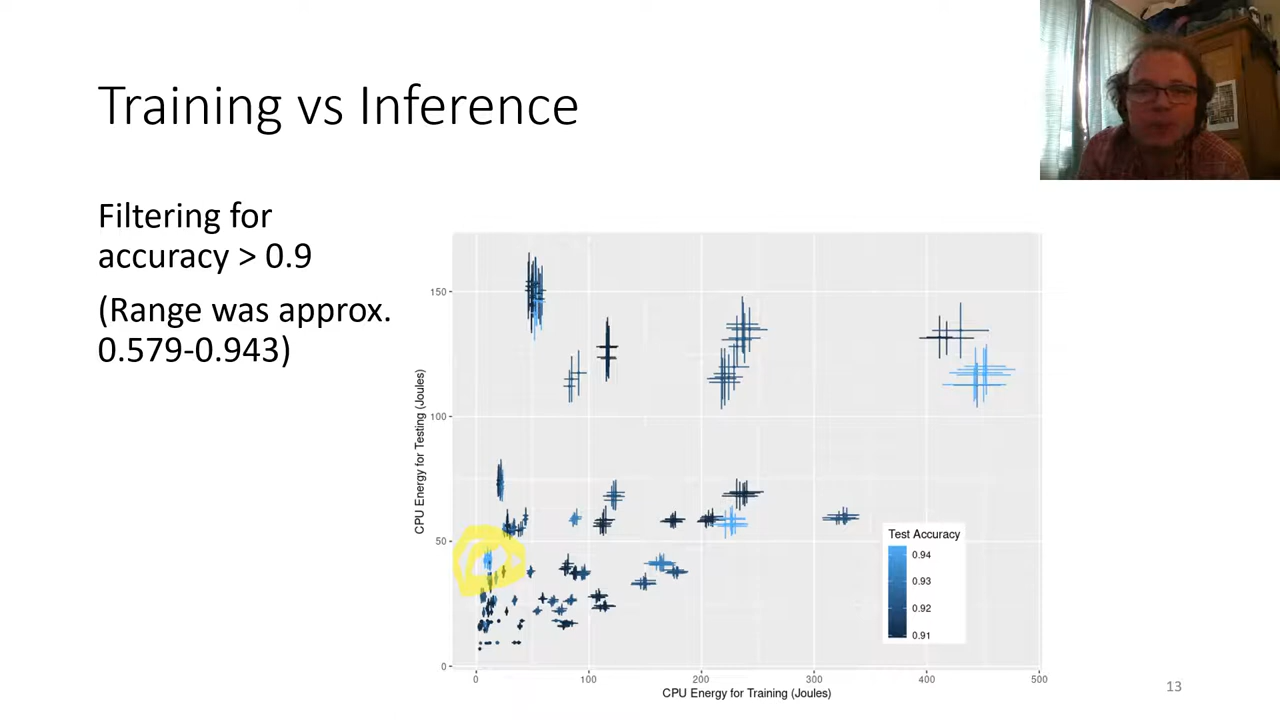 Training vs Inference
Filtering for
accuracy > 0.9
(Range was approx.
0.579-0.943)
CPU Energy for Testing (Joules)
150
100
50
0
0
100
200
300
400
500
CPU Energy for Training (Joules)
Test Accuracy
0.94
0.93
0.92
0.91
13